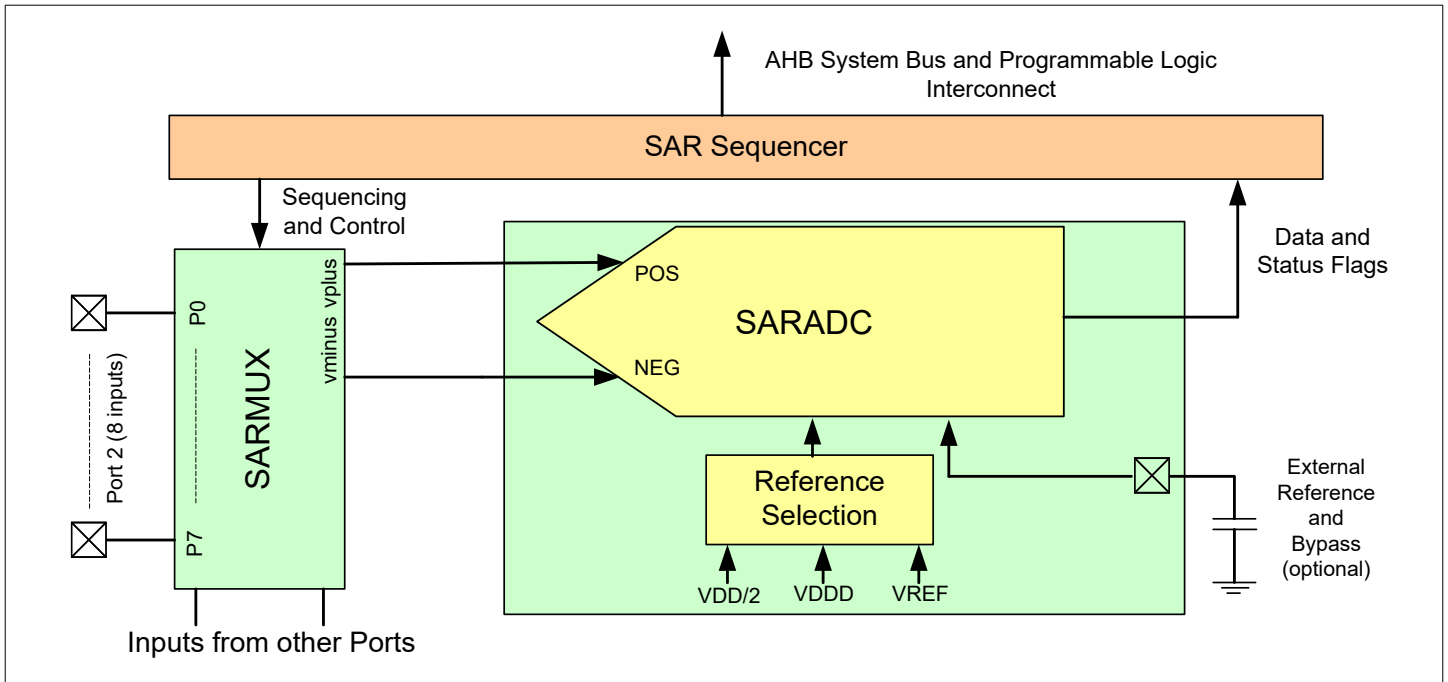 AHB System Bus and Programmable Logic
Interconnect
SAR Sequencer
Sequencing
and Control
Data and
Status Flags
vminus vplus
POS
NEG
SARADC
P0
P7
SARMUX
Port 2 (8 inputs)
Reference
Selection
VDD/2
VDDD
VREF
External
Reference
and
Bypass
(optional)
Inputs from other Ports